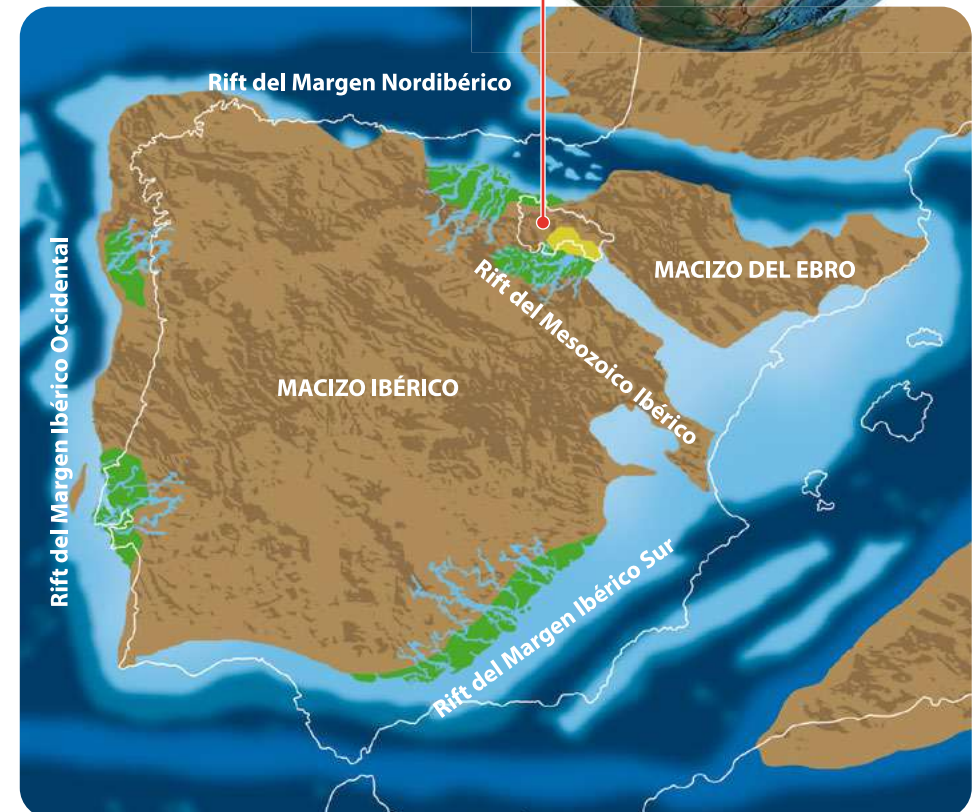 Rift del Margen Nordibérico
MACIZO DEL EBRO
Rift del Mesozoico Ibérico
MACIZO IBÉRICO
Rift del Margen Ibérico Occidental
Rift del Margen Ibérico Sur